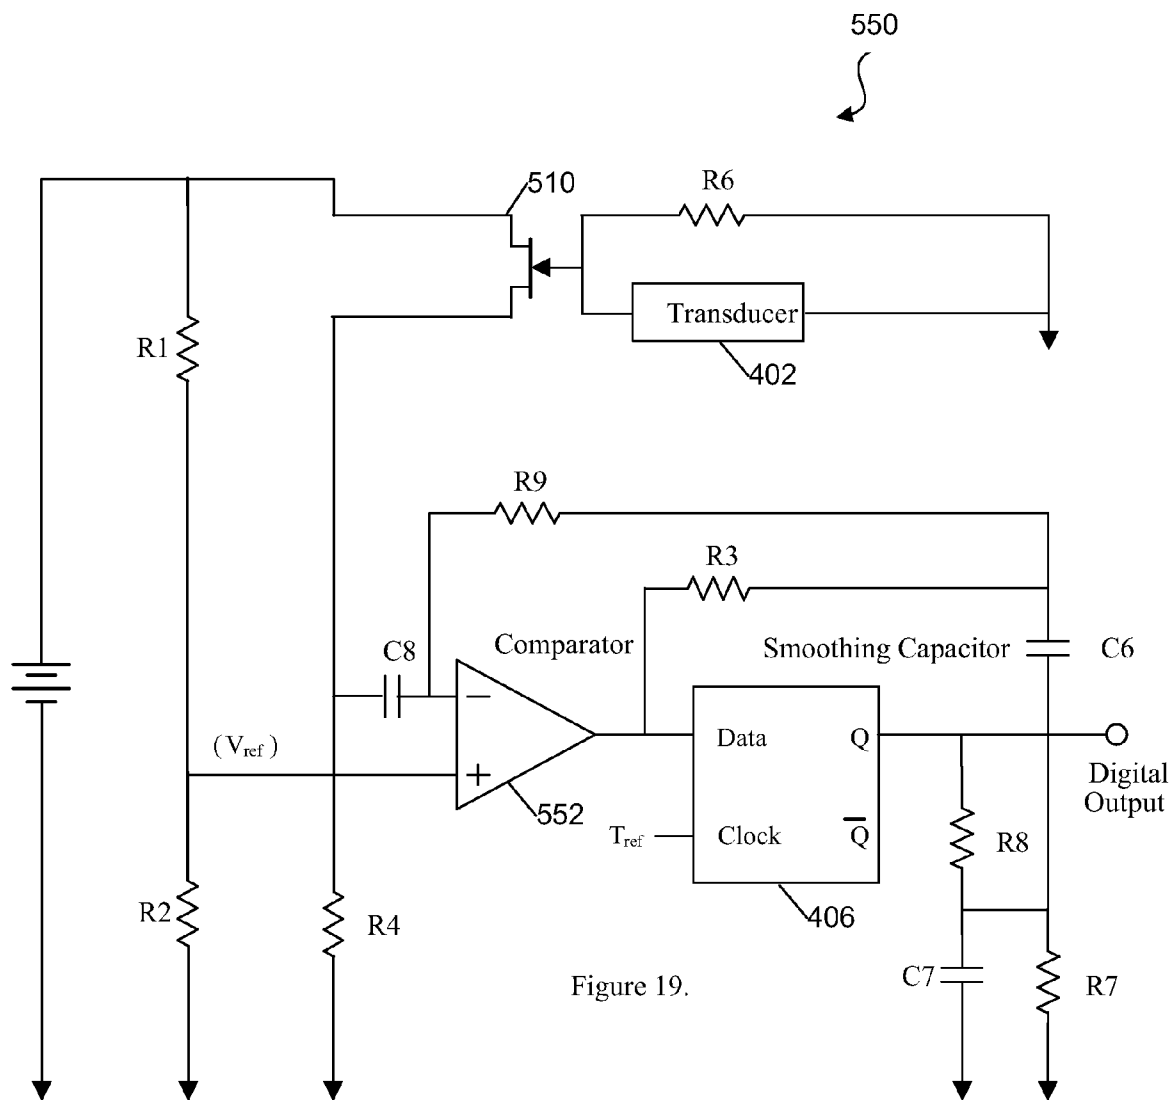 550
510
R6
Transducer
402
R1
R9
R3
C8
Comparator
Smoothing Capacitor
C6
(Vref)
−
+
552
Data
Q
Digital
Output
Tref
Clock
Q̅
R8
R2
R4
406
C7
R7
Figure 19.